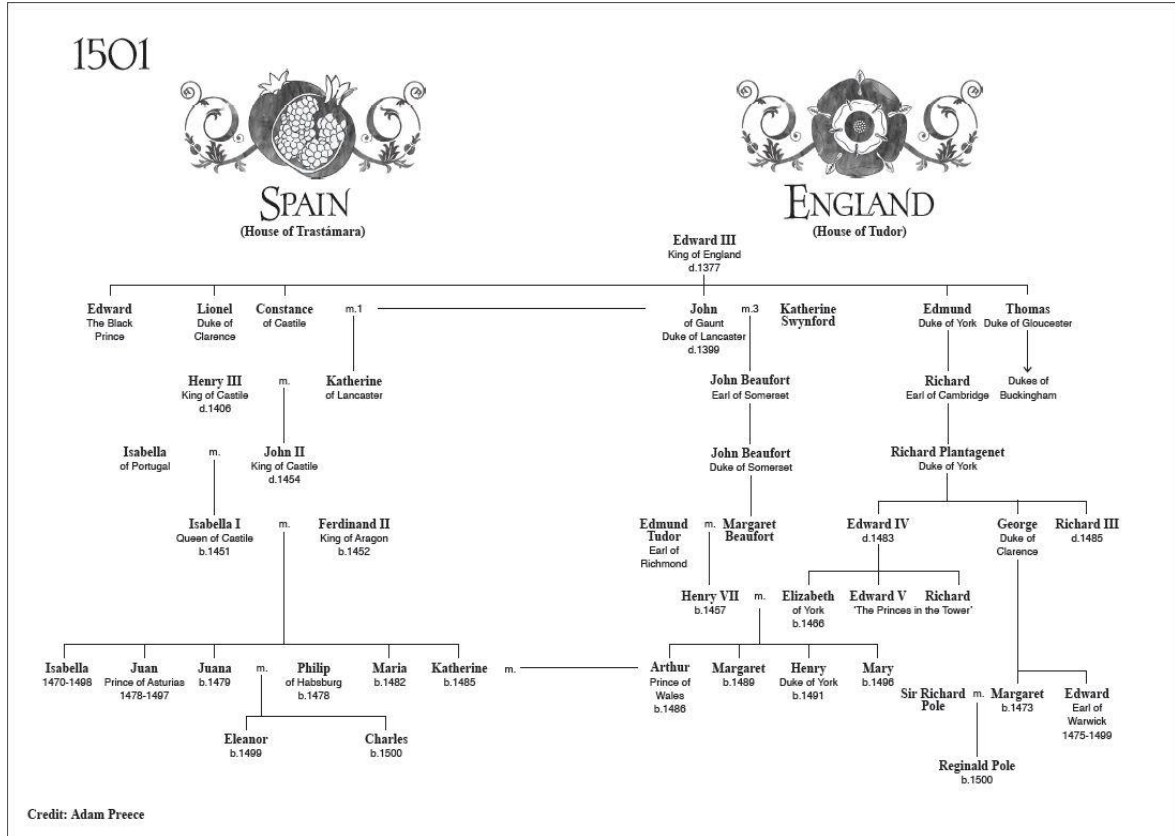 1501
SPAIN
(House of Trastámara)
ENGLAND
(House of Tudor)
Edward III
King of England
d.1377
Edward
The Black
Prince
Lionel
Duke of
Clarence
Constance
of Castile
m.1
John
of Gaunt
Duke of Lancaster
d.1399
m.3
Katherine
Swynford
Edmund
Duke of York
Thomas
Duke of Gloucester
Henry III
King of Castile
d.1406
m.
Katherine
of Lancaster
John Beaufort
Earl of Somerset
Richard
Earl of Cambridge
Dukes of
Buckingham
Isabella
of Portugal
m.
John II
King of Castile
d.1454
John Beaufort
Duke of Somerset
Richard Plantagenet
Duke of York
Isabella I
Queen of Castile
b.1451
m.
Ferdinand II
King of Aragon
b.1452
Edmund
Tudor
Earl of
Richmond
m.
Margaret
Beaufort
Edward IV
d.1483
George
Duke of
Clarence
Richard III
d.1485
Henry VII
b.1457
m.
Elizabeth
of York
b.1466
Edward V
Richard
'The Princes in the Tower'
Isabella
1470-1498
Juan
Prince of Asturias
1478-1497
Juana
b.1479
m.
Philip
of Habsburg
b.1478
Maria
b.1482
Katherine
b.1485
m.
Arthur
Prince of
Wales
b.1486
Margaret
b.1489
Henry
Duke of York
b.1491
Mary
b.1496
Sir Richard
Pole
m.
Margaret
b.1473
Edward
Earl of
Warwick
1475-1499
Eleanor
b.1499
Charles
b.1500
Reginald Pole
b.1500
Credit: Adam Preece